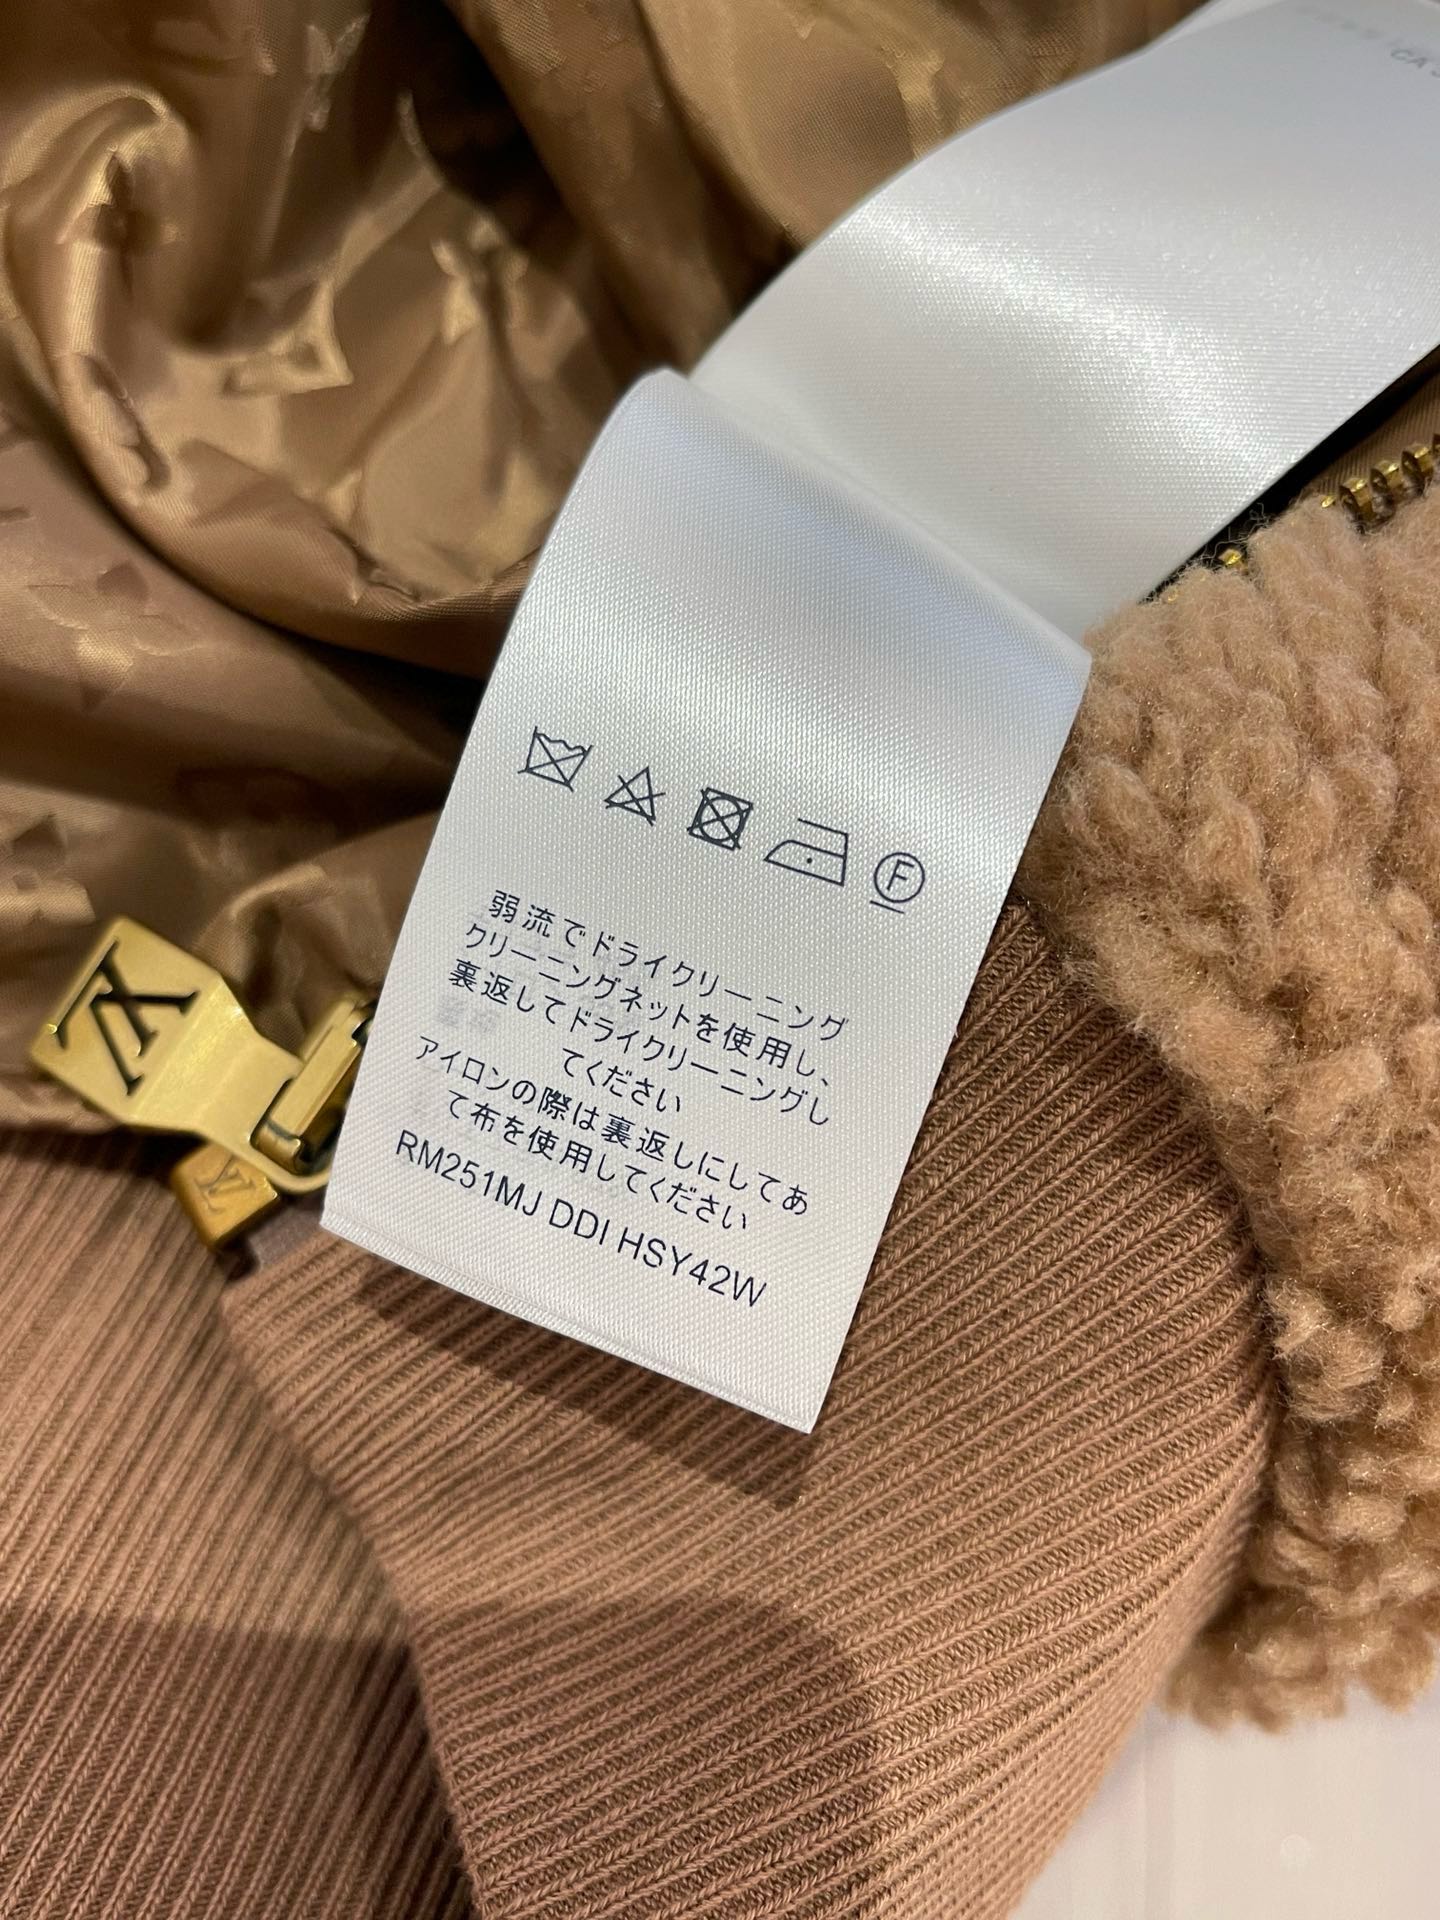 F
弱流でドライクリーニング
クリーニングネットを使用し、
裏返してドライクリーニングし
てください
アイロンの際は裏返しにしてあ
て布を使用してください
RM251MJ DDI HSY42W
LV
LV